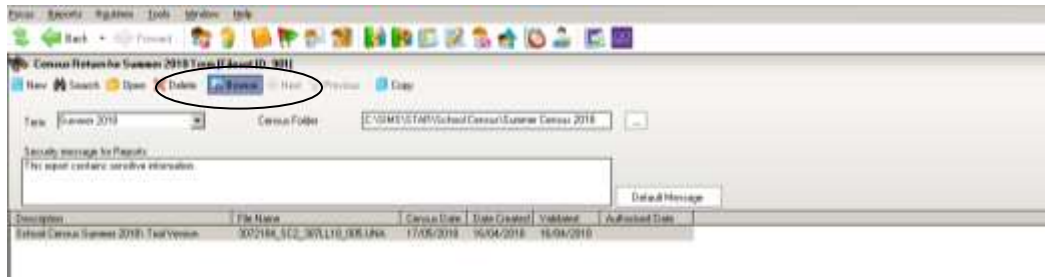 Focus Reports Routines Tools Window Help
Back Forward
Census Return for Summer 2018 Term
New Search Open Delete Browse Next Previous Copy
Term Summer 2018 Census Folder C:\SIMS\STAR\School Census\Summer Census 2018 ...
Security message for Reports
This report contains sensitive information.
Default Message
Description File Name Census Date Date Created Validated Authorised Date
School Census Summer 2018\ Trial Version 17/05/2018 16/04/2018 16/04/2018